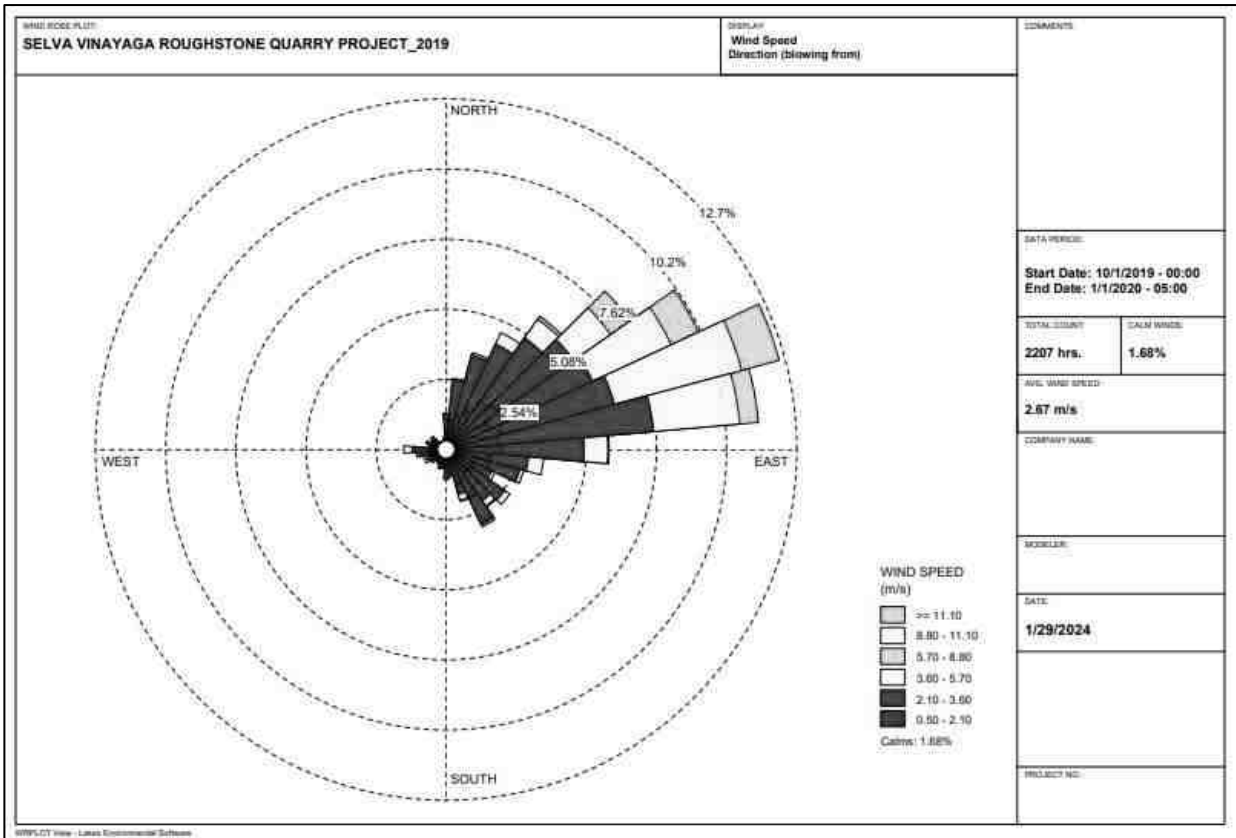 WIND ROSE PLOT:
SELVA VINAYAGA ROUGHSTONE QUARRY PROJECT_2019
DISPLAY:
Wind Speed
Direction (blowing from)
COMMENTS:
NORTH
12.7%
10.2%
7.62%
5.08%
2.54%
WEST
EAST
SOUTH
WIND SPEED
(m/s)
>= 11.10
8.80 - 11.10
5.70 - 8.80
3.60 - 5.70
2.10 - 3.60
0.50 - 2.10
Calms: 1.68%
DATA PERIOD:
Start Date: 10/1/2019 - 00:00
End Date: 1/1/2020 - 05:00
TOTAL COUNT:
2207 hrs.
CALM WINDS:
1.68%
AVG. WIND SPEED:
2.67 m/s
COMPANY NAME:
MODELER:
DATE:
1/29/2024
PROJECT NO.:
WRPLOT View - Lakes Environmental Software